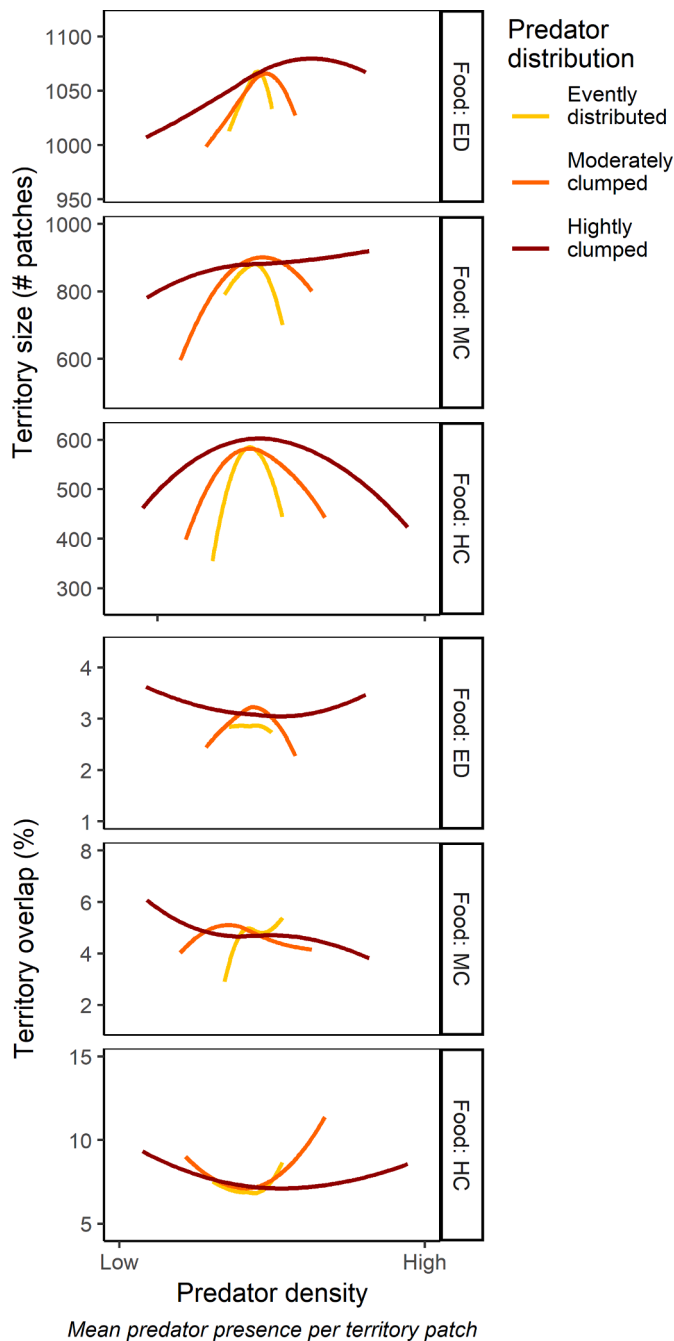 Predator
distribution
Evently
distributed
Moderately
clumped
Hightly
clumped
Territory size (# patches)
1100
1050
1000
950
Food: ED
1000
800
600
Food: MC
600
500
400
300
Food: HC
Territory overlap (%)
4
3
2
1
Food: ED
8
6
4
2
Food: MC
15
10
5
Food: HC
Low
High
Predator density
Mean predator presence per territory patch